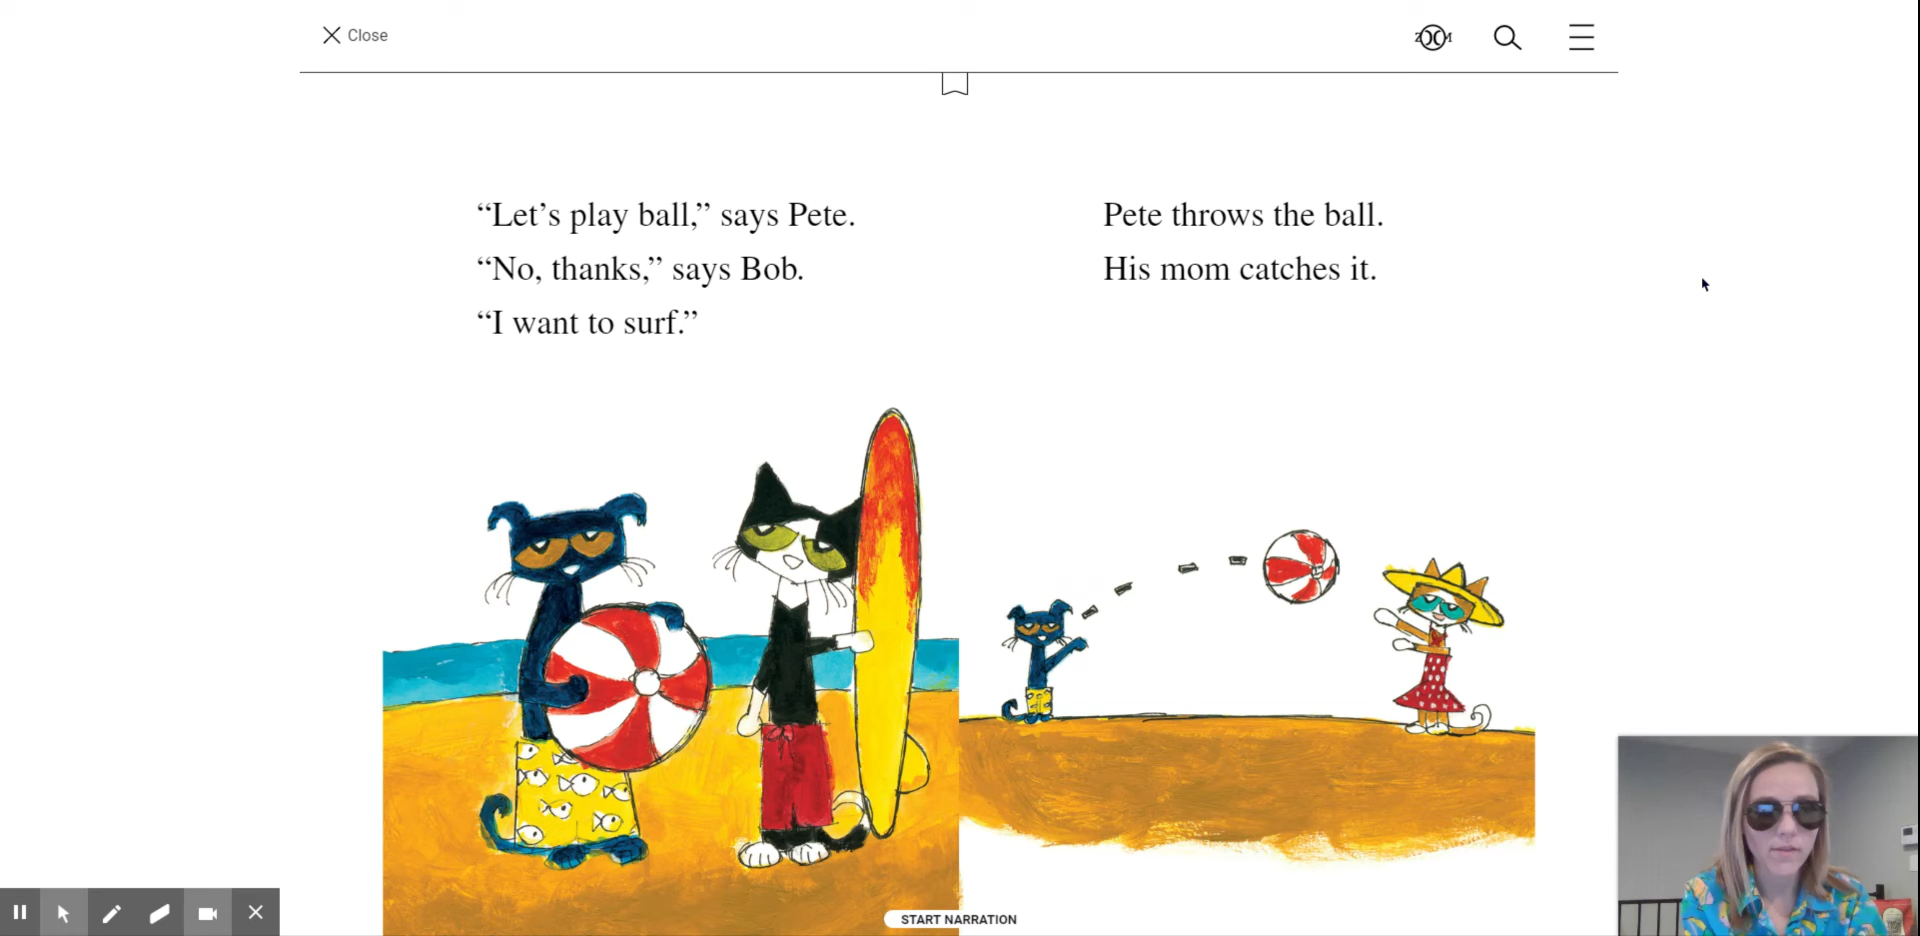 Close
ZOOM
“Let’s play ball,” says Pete.
“No, thanks,” says Bob.
“I want to surf.”
Pete throws the ball.
His mom catches it.
START NARRATION